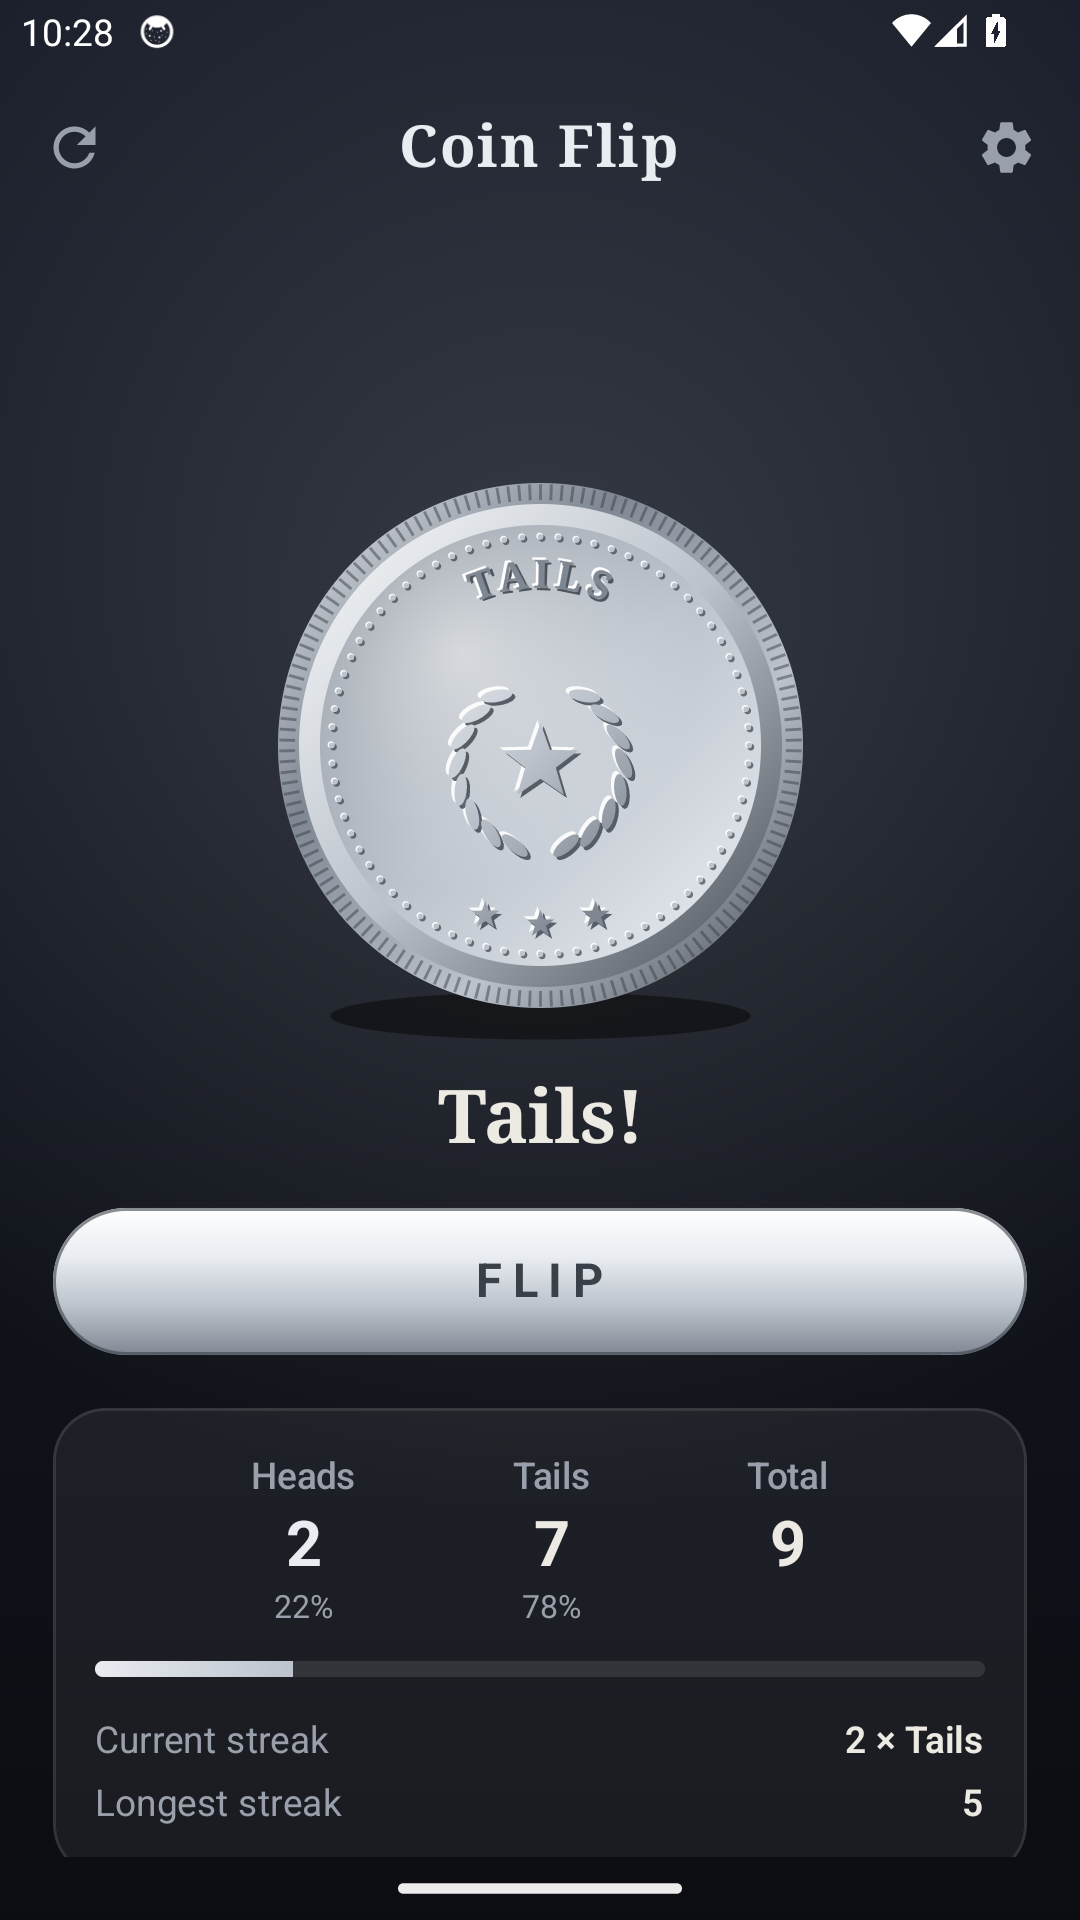 10:28
Coin Flip
TAILS
Tails!
FLIP
Heads Tails Total
2 7 9
22% 78%
Current streak 2 × Tails
Longest streak 5